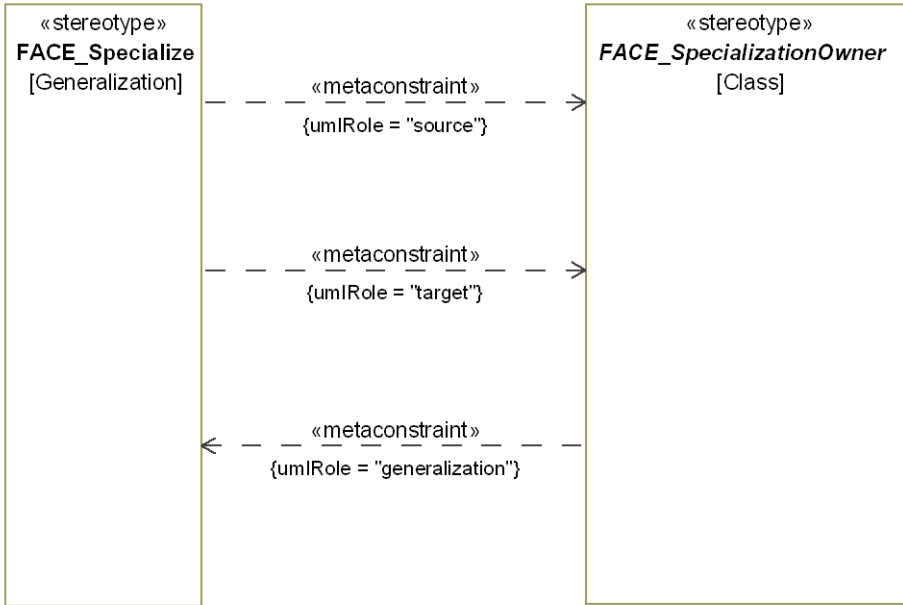 «stereotype»
FACE_Specialize
[Generalization]
«stereotype»
FACE_SpecializationOwner
[Class]
«metaconstraint»
{umlRole = "source"}
«metaconstraint»
{umlRole = "target"}
«metaconstraint»
{umlRole = "generalization"}